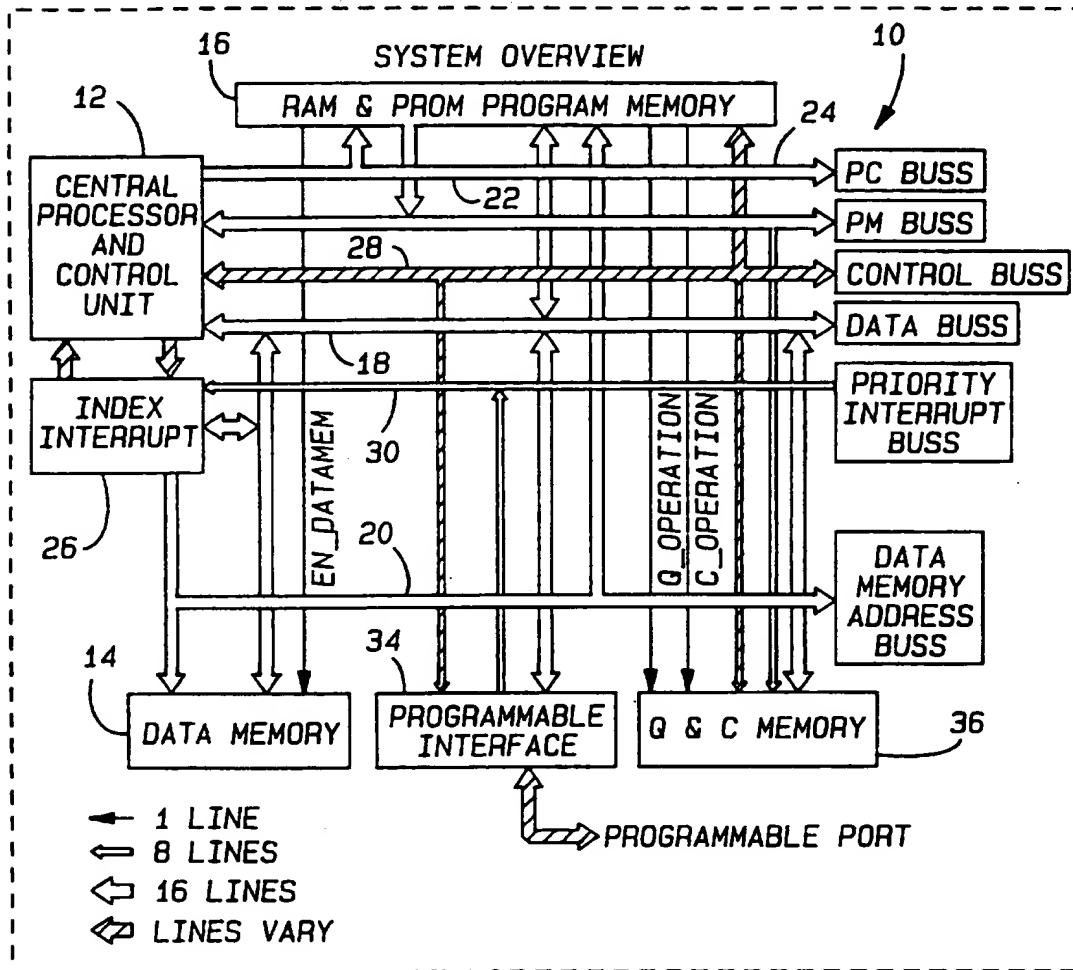 SYSTEM OVERVIEW
16
10
RAM & PROM PROGRAM MEMORY
12
24
CENTRAL
PROCESSOR
AND
CONTROL
UNIT
22
PC BUSS
PM BUSS
28
CONTROL BUSS
DATA BUSS
18
INDEX
INTERRUPT
30
PRIORITY
INTERRUPT
BUSS
26
EN_DATAMEM
20
Q_OPERATION
C_OPERATION
DATA
MEMORY
ADDRESS
BUSS
14
DATA MEMORY
34
PROGRAMMABLE
INTERFACE
Q & C MEMORY
36
PROGRAMMABLE PORT
1 LINE
8 LINES
16 LINES
LINES VARY